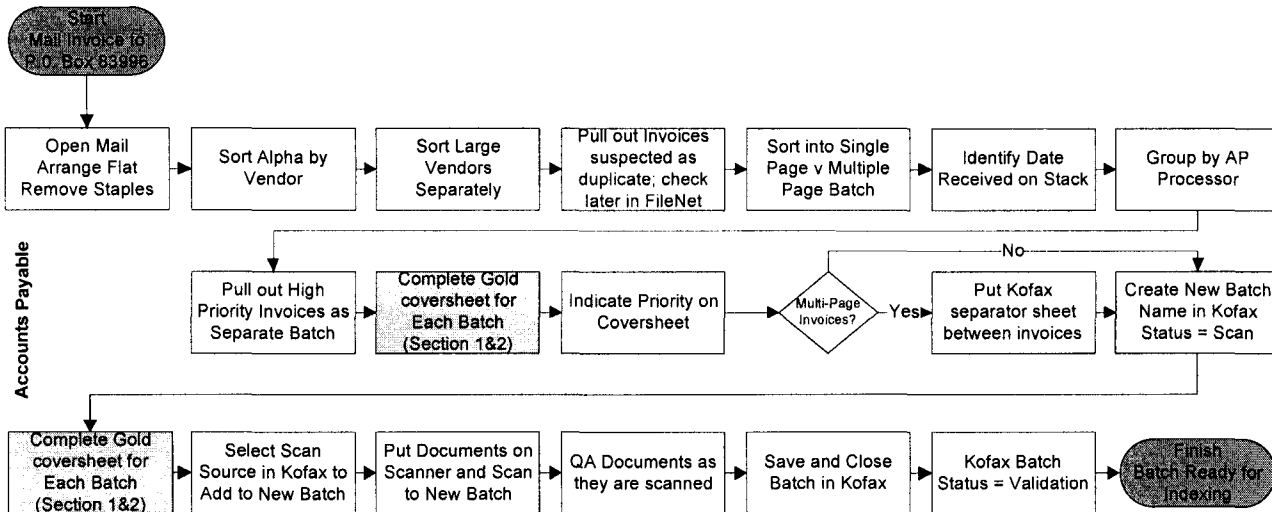 Start
Mail Invoice to
P.O. Box 83996
Open Mail
Arrange Flat
Remove Staples
Sort Alpha by
Vendor
Sort Large
Vendors
Separately
Pull out Invoices
suspected as
duplicate; check
later in FileNet
Sort into Single
Page v Multiple
Page Batch
Identify Date
Received on Stack
Group by AP
Processor
Accounts Payable
Pull out High
Priority Invoices as
Separate Batch
Complete Gold
coversheet for
Each Batch
(Section 1&2)
Indicate Priority on
Coversheet
Multi-Page
Invoices?
No
Yes
Put Kofax
separator sheet
between invoices
Create New Batch
Name in Kofax
Status = Scan
Complete Gold
coversheet for
Each Batch
(Section 1&2)
Select Scan
Source in Kofax to
Add to New Batch
Put Documents on
Scanner and Scan
to New Batch
QA Documents as
they are scanned
Save and Close
Batch in Kofax
Kofax Batch
Status = Validation
Finish
Batch Ready for
Indexing